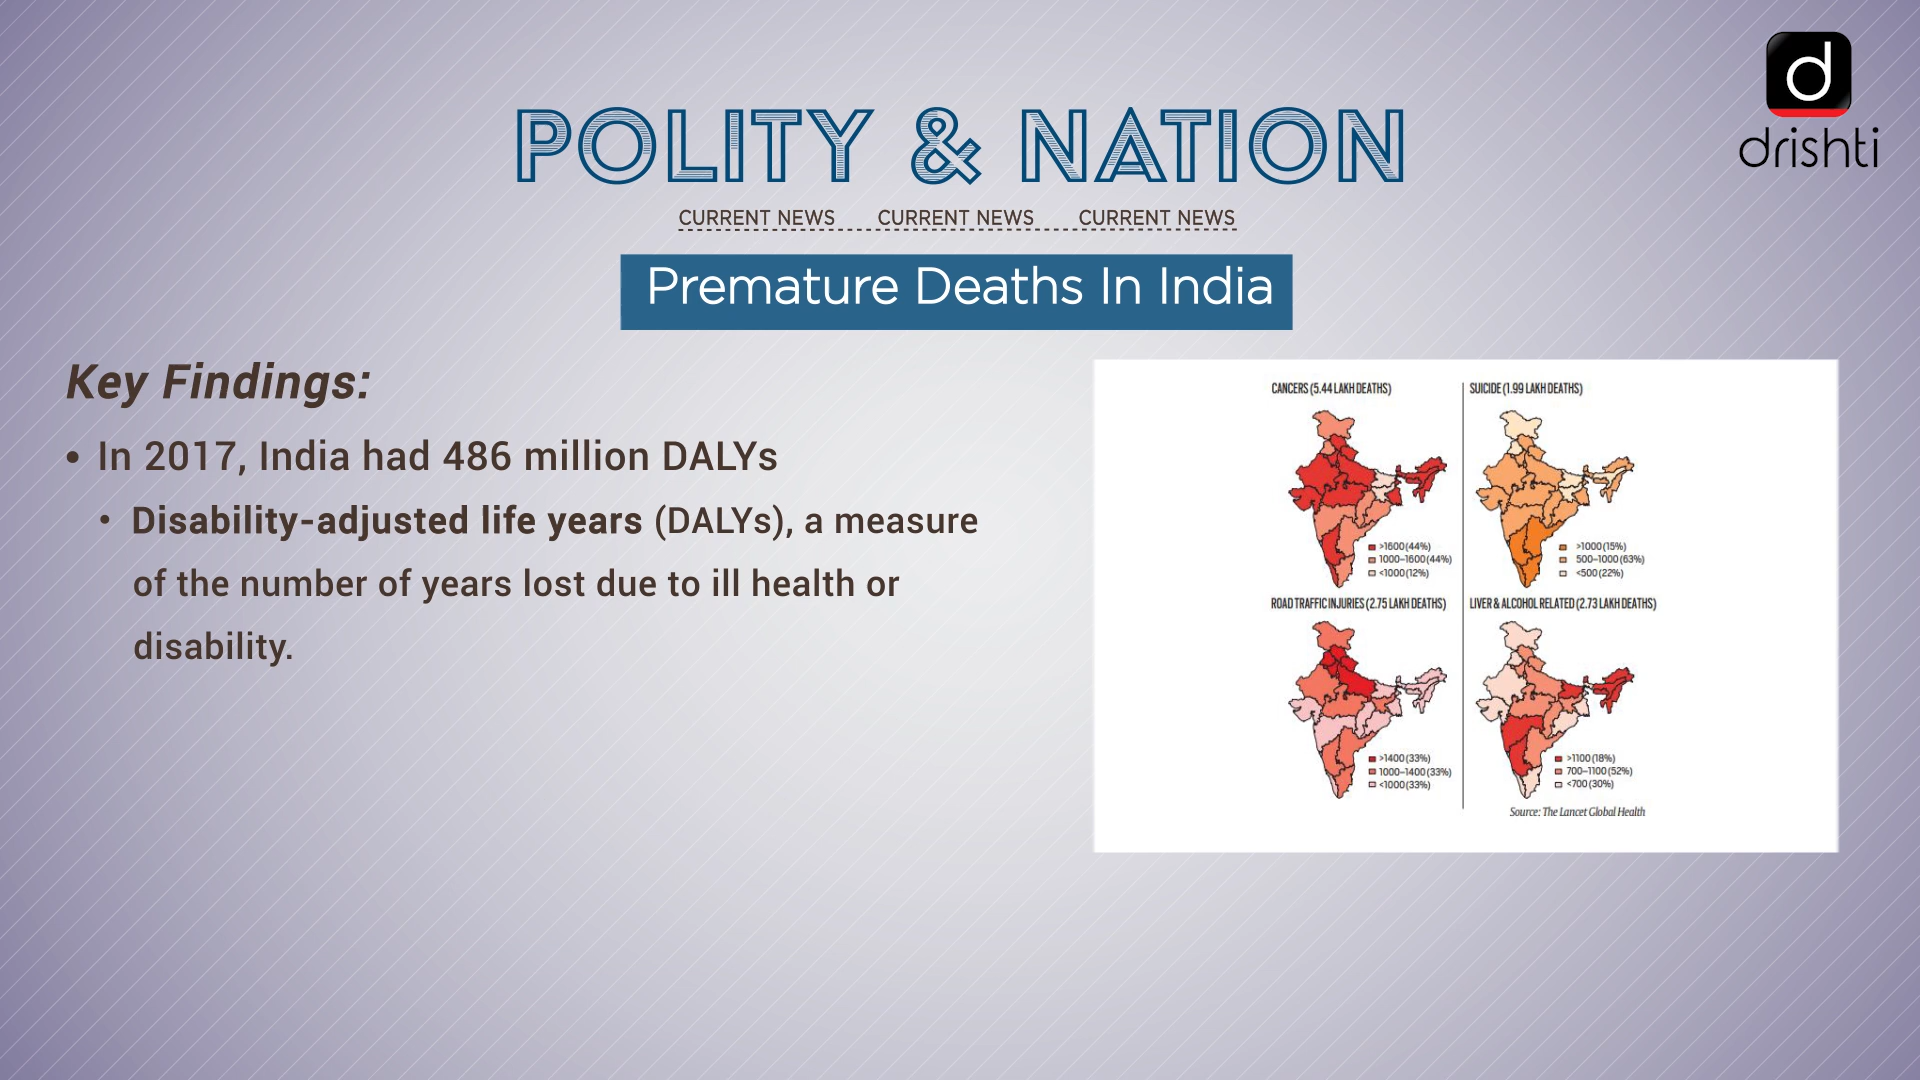 d
drishti
POLITY & NATION
CURRENT NEWS CURRENT NEWS CURRENT NEWS
Premature Deaths In India
Key Findings:
• In 2017, India had 486 million DALYs
• Disability-adjusted life years (DALYs), a measure
of the number of years lost due to ill health or
disability.
CANCERS (5.44 LAKH DEATHS)
>1600(44%)
1000–1600(44%)
<1000(12%)
SUICIDE (1.99 LAKH DEATHS)
>1000(15%)
500–1000(63%)
<500(22%)
ROAD TRAFFIC INJURIES (2.75 LAKH DEATHS)
>1400(33%)
1000–1400(33%)
<1000(33%)
LIVER & ALCOHOL RELATED (2.73 LAKH DEATHS)
>1100(18%)
700–1100(52%)
<700(30%)
Source: The Lancet Global Health